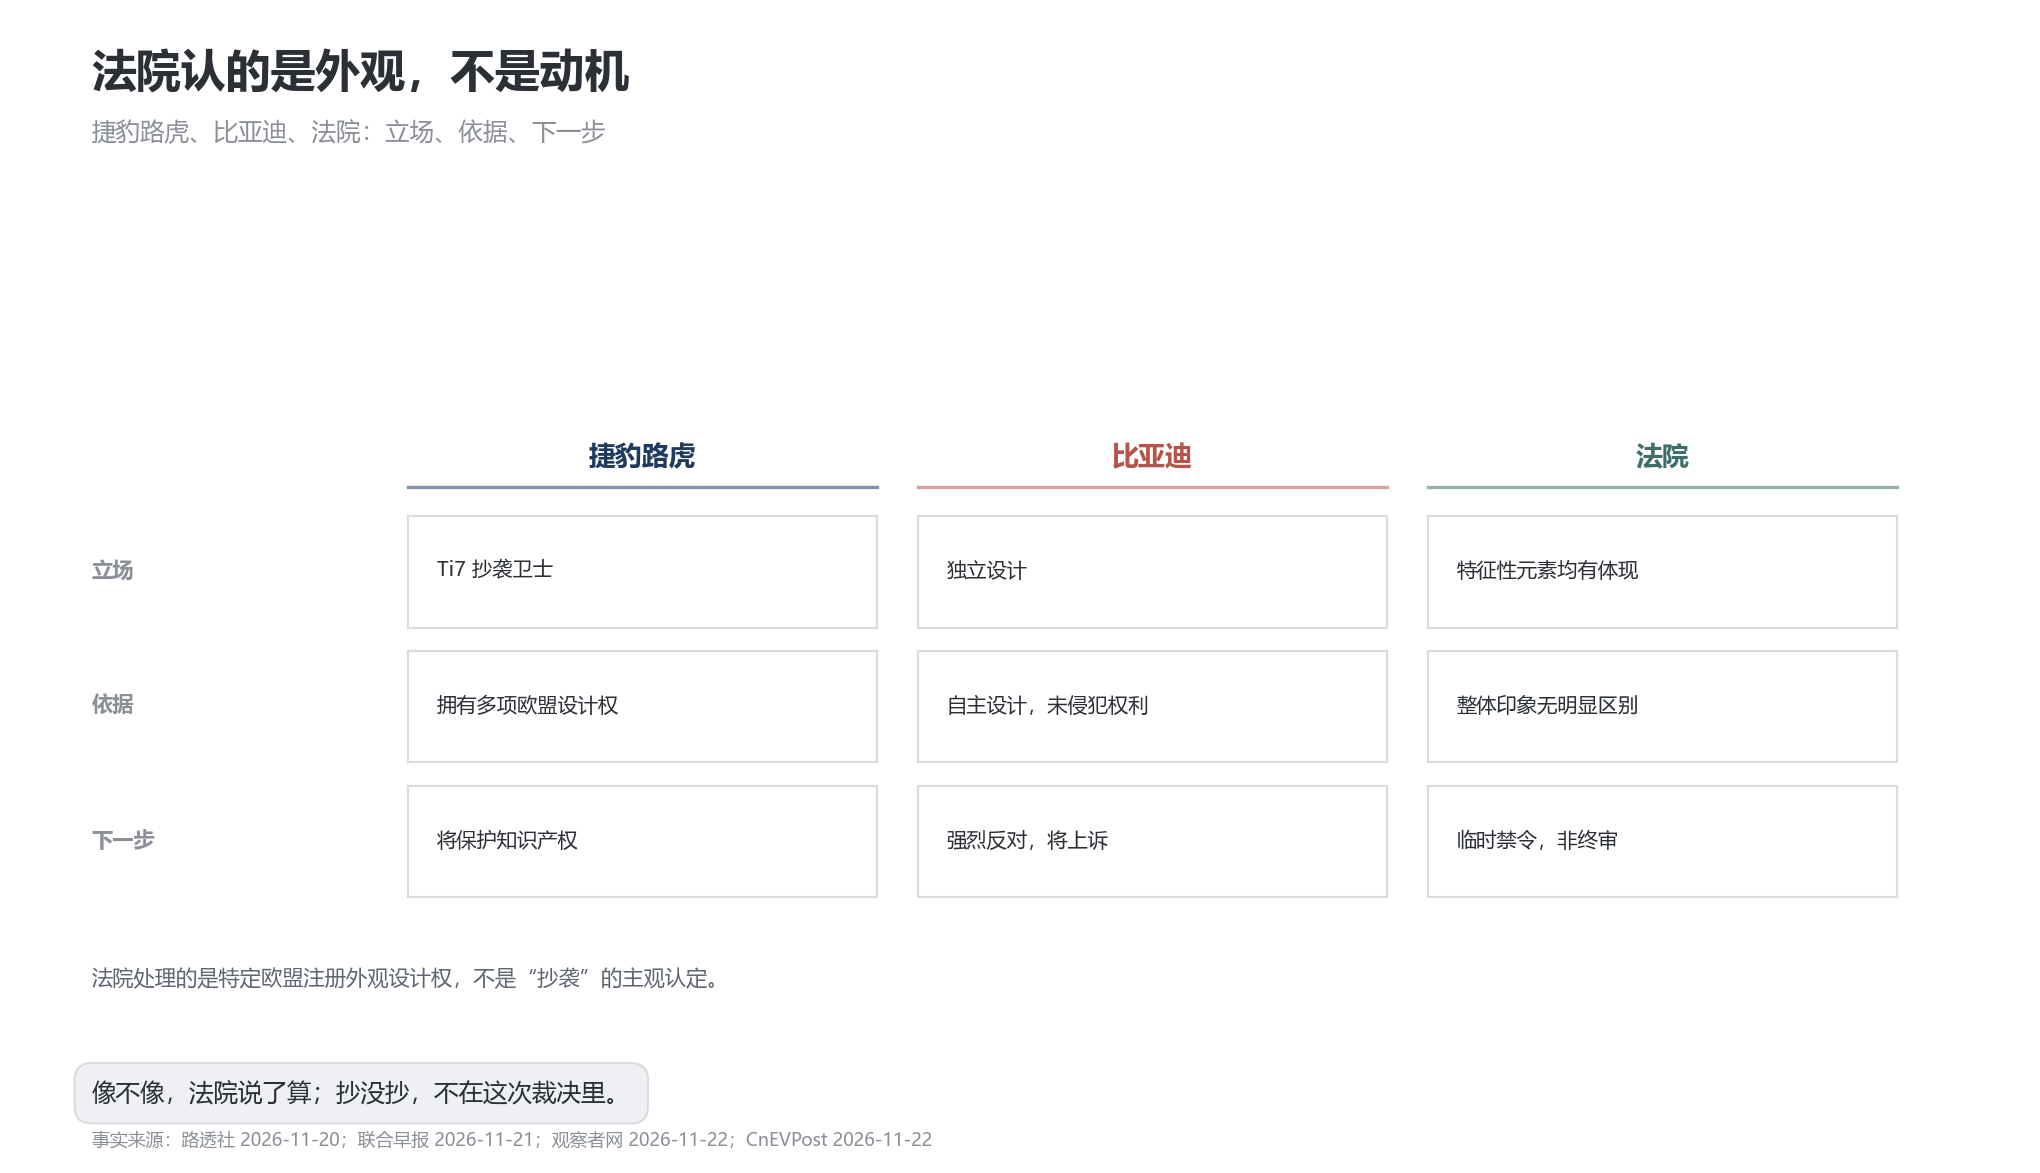 法院认的是外观，不是动机
捷豹路虎、比亚迪、法院：立场、依据、下一步
捷豹路虎
比亚迪
法院
立场
Ti7 抄袭卫士
独立设计
特征性元素均有体现
依据
拥有多项欧盟设计权
自主设计，未侵犯权利
整体印象无明显区别
下一步
将保护知识产权
强烈反对，将上诉
临时禁令，非终审
法院处理的是特定欧盟注册外观设计权，不是“抄袭”的主观认定。
像不像，法院说了算；抄没抄，不在这次裁决里。
事实来源：路透社 2026-11-20；联合早报 2026-11-21；观察者网 2026-11-22；CnEVPost 2026-11-22